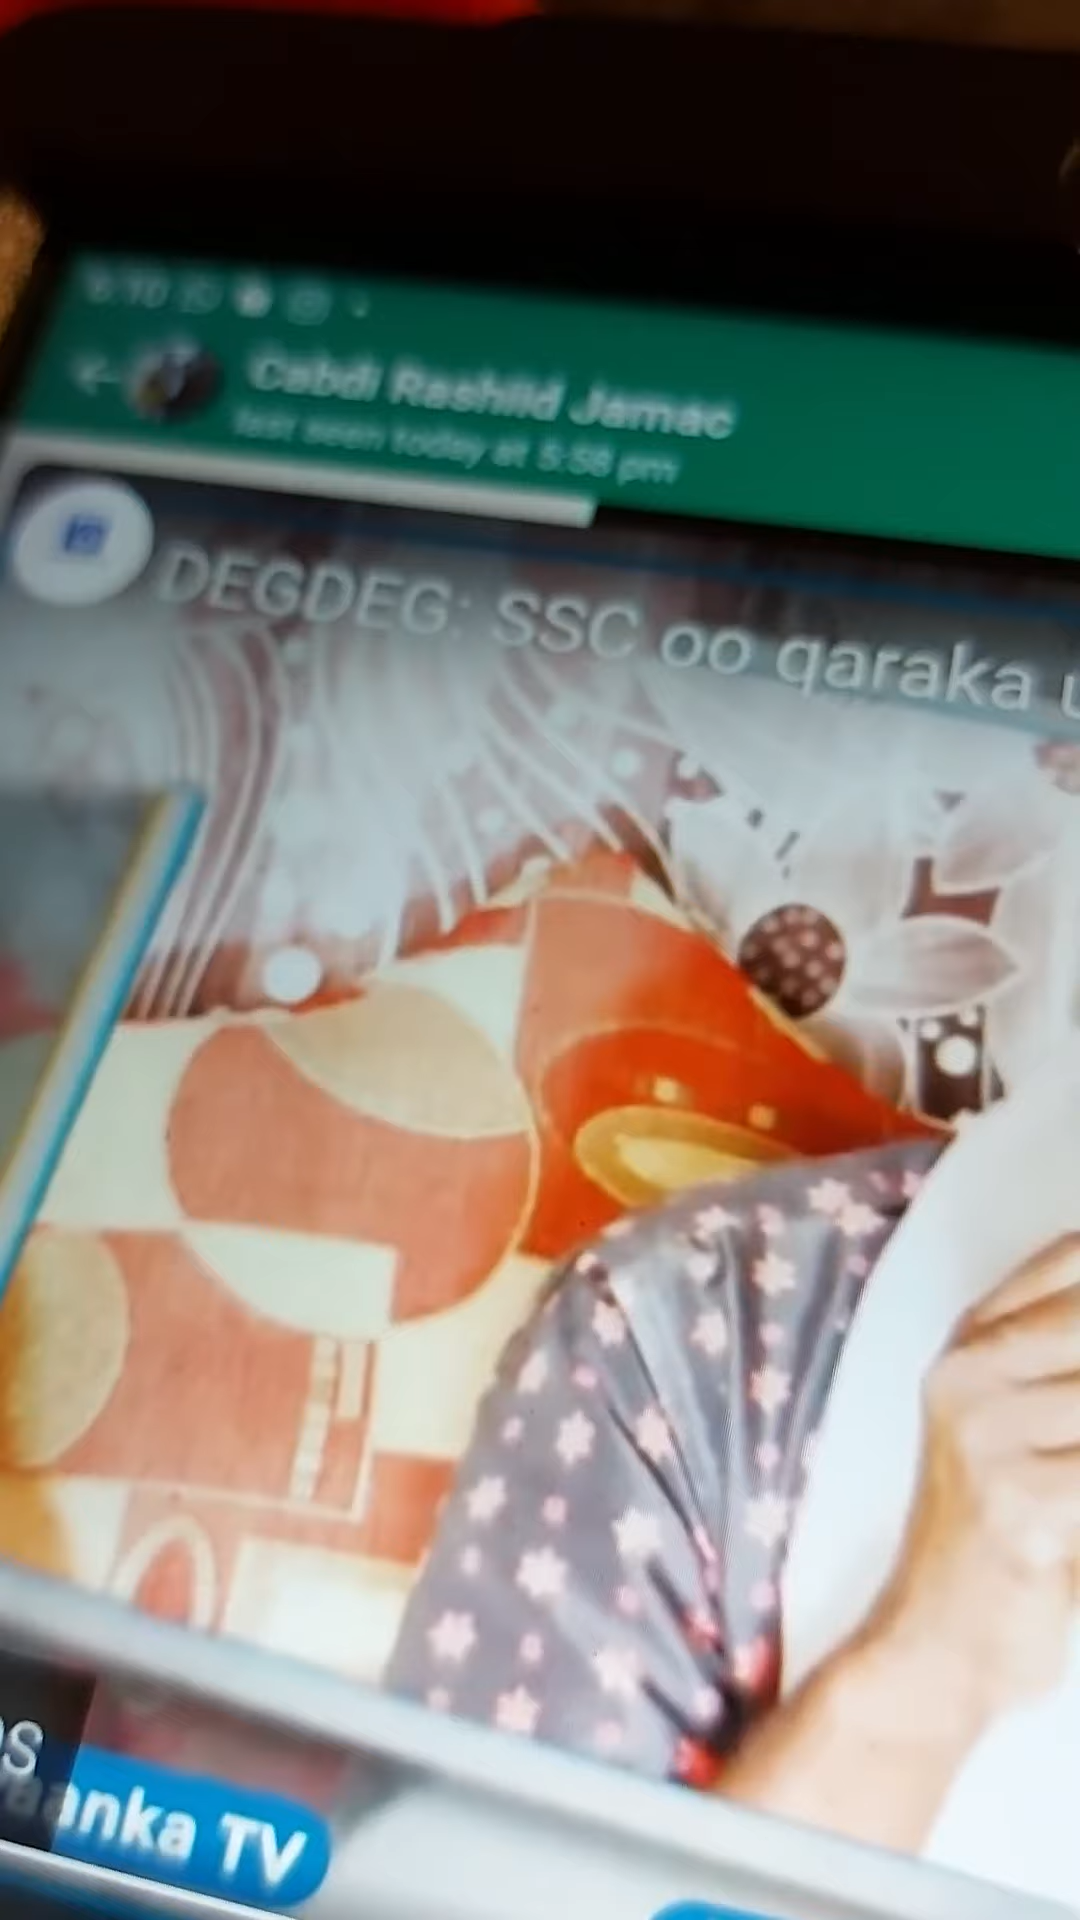 Cabdi Rashiid Jamac
last seen today at 5:58 pm
DEGDEG: SSC oo qaraka
anka TV